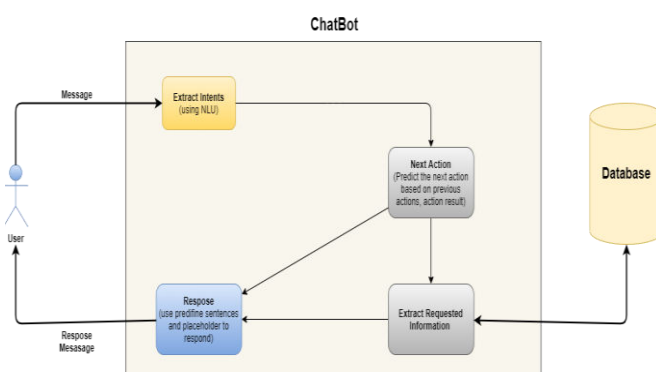 ChatBot
Message
Extract Intents
(using NLU)
Next Action
(Predict the next action
based on previous
actions, action result)
Database
User
Respose
(use predifine sentences
and placeholder to
respond)
Extract Requested
Information
Respose
Mesasage